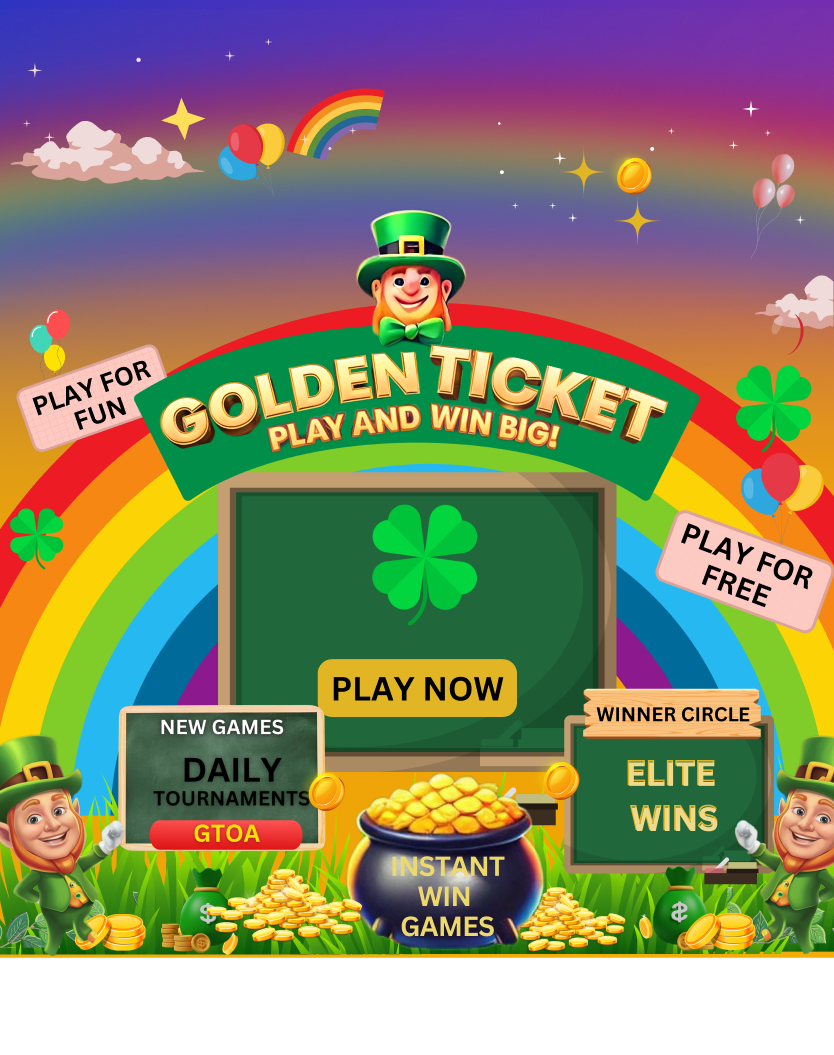 GOLDEN TICKET
PLAY AND WIN BIG!
PLAY FOR
FUN
PLAY FOR
FREE
PLAY NOW
NEW GAMES
DAILY
TOURNAMENTS
GTOA
WINNER CIRCLE
ELITE
WINS
INSTANT
WIN
GAMES
$
$